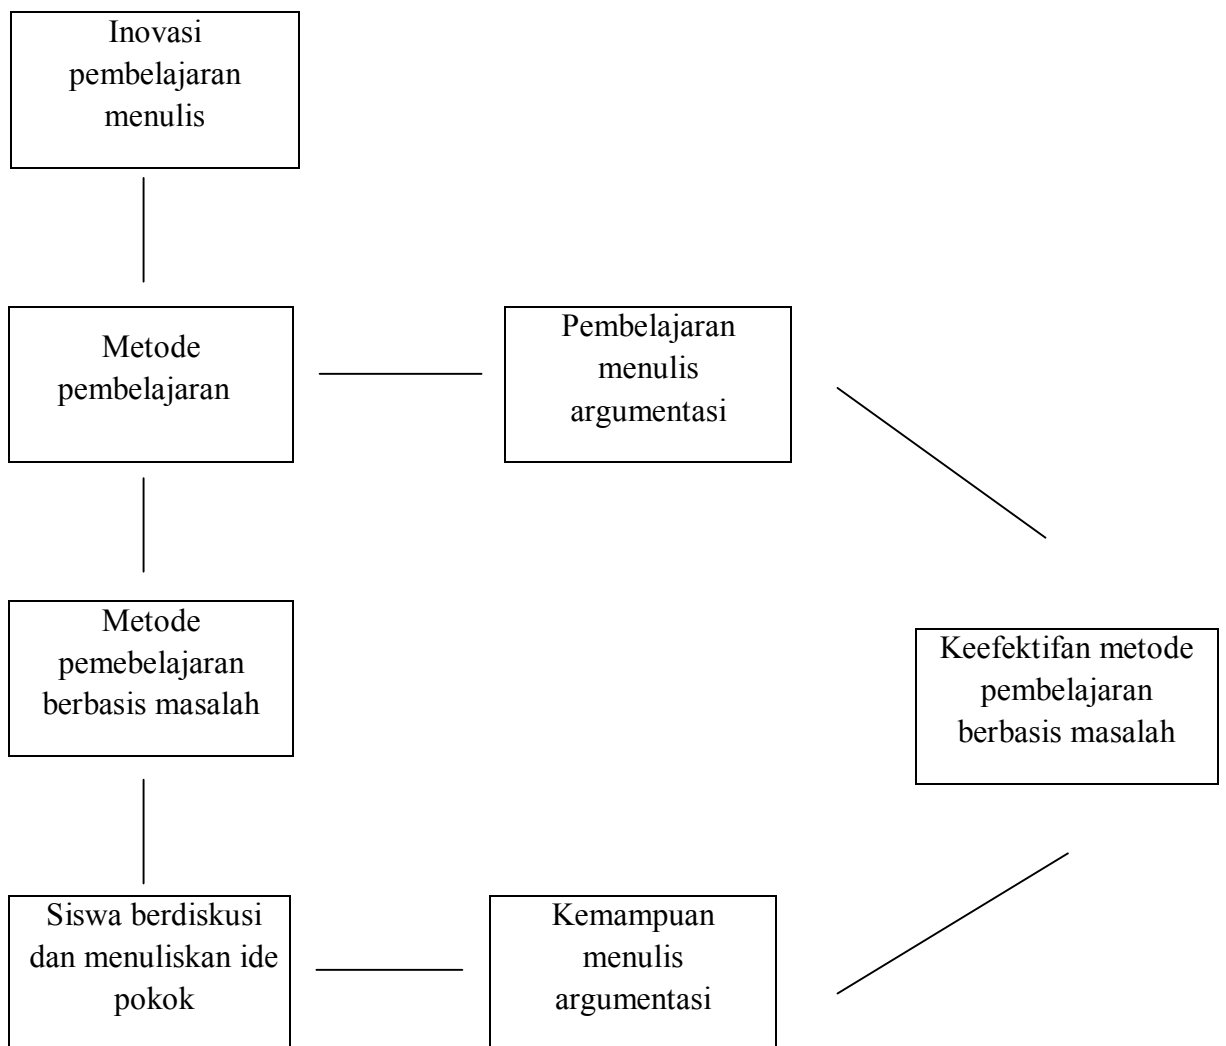 Inovasi
pembelajaran
menulis
Metode
pembelajaran
Pembelajaran
menulis
argumentasi
Metode
pemebelajaran
berbasis masalah
Keefektifan metode
pembelajaran
berbasis masalah
Siswa berdiskusi
dan menuliskan ide
pokok
Kemampuan
menulis
argumentasi